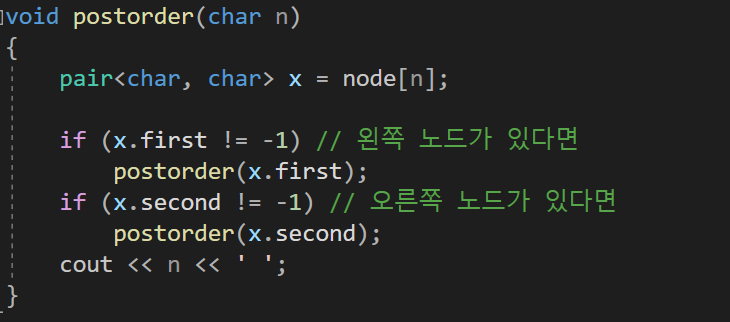 void postorder(char n)
{
    pair<char, char> x = node[n];
    if (x.first != -1) // 왼쪽 노드가 있다면
        postorder(x.first);
    if (x.second != -1) // 오른쪽 노드가 있다면
        postorder(x.second);
    cout << n << ' ';
}